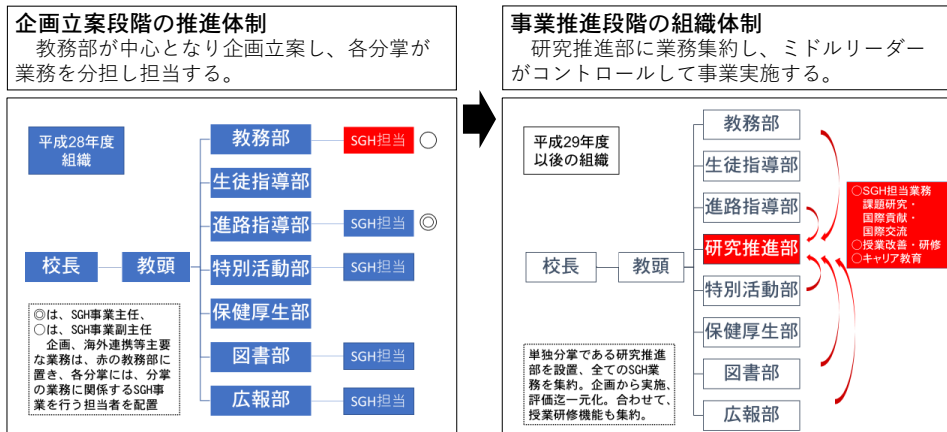 企画立案段階の推進体制
　教務部が中心となり企画立案し、各分掌が
業務を分担し担当する。
平成28年度
組織
校長
教頭
教務部
SGH担当
○
生徒指導部
進路指導部
SGH担当
◎
特別活動部
SGH担当
保健厚生部
図書部
SGH担当
広報部
SGH担当
◎は、SGH事業主任、
○は、SGH事業副主任
　企画、海外連携等主要
な業務は、赤の教務部に
置き、各分掌には、分掌
の業務に関係するSGH事
業を行う担当者を配置
事業推進段階の組織体制
　研究推進部に業務集約し、ミドルリーダー
がコントロールして事業実施する。
平成29年度
以後の組織
校長
教頭
教務部
生徒指導部
進路指導部
研究推進部
特別活動部
保健厚生部
図書部
広報部
○SGH担当業務
課題研究・
国際貢献・
国際交流
○授業改善・研修
○キャリア教育
単独分掌である研究推進
部を設置、全てのSGH業
務を集約。企画から実施、
評価迄一元化。合わせて、
授業研修機能も集約。